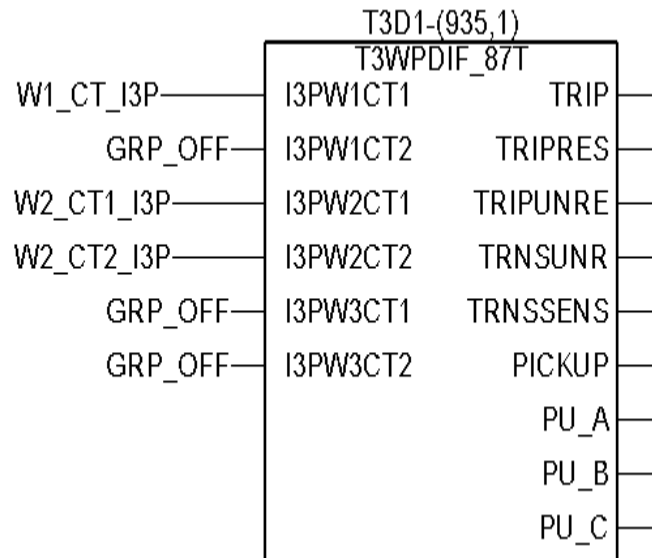 T3D1-(935,1)
T3WPDIF_87T
W1_CT_I3P I3PW1CT1 TRIP
GRP_OFF I3PW1CT2 TRIPRES
W2_CT1_I3P I3PW2CT1 TRIPUNRE
W2_CT2_I3P I3PW2CT2 TRNSUNR
GRP_OFF I3PW3CT1 TRNSSENS
GRP_OFF I3PW3CT2 PICKUP
PU_A
PU_B
PU_C